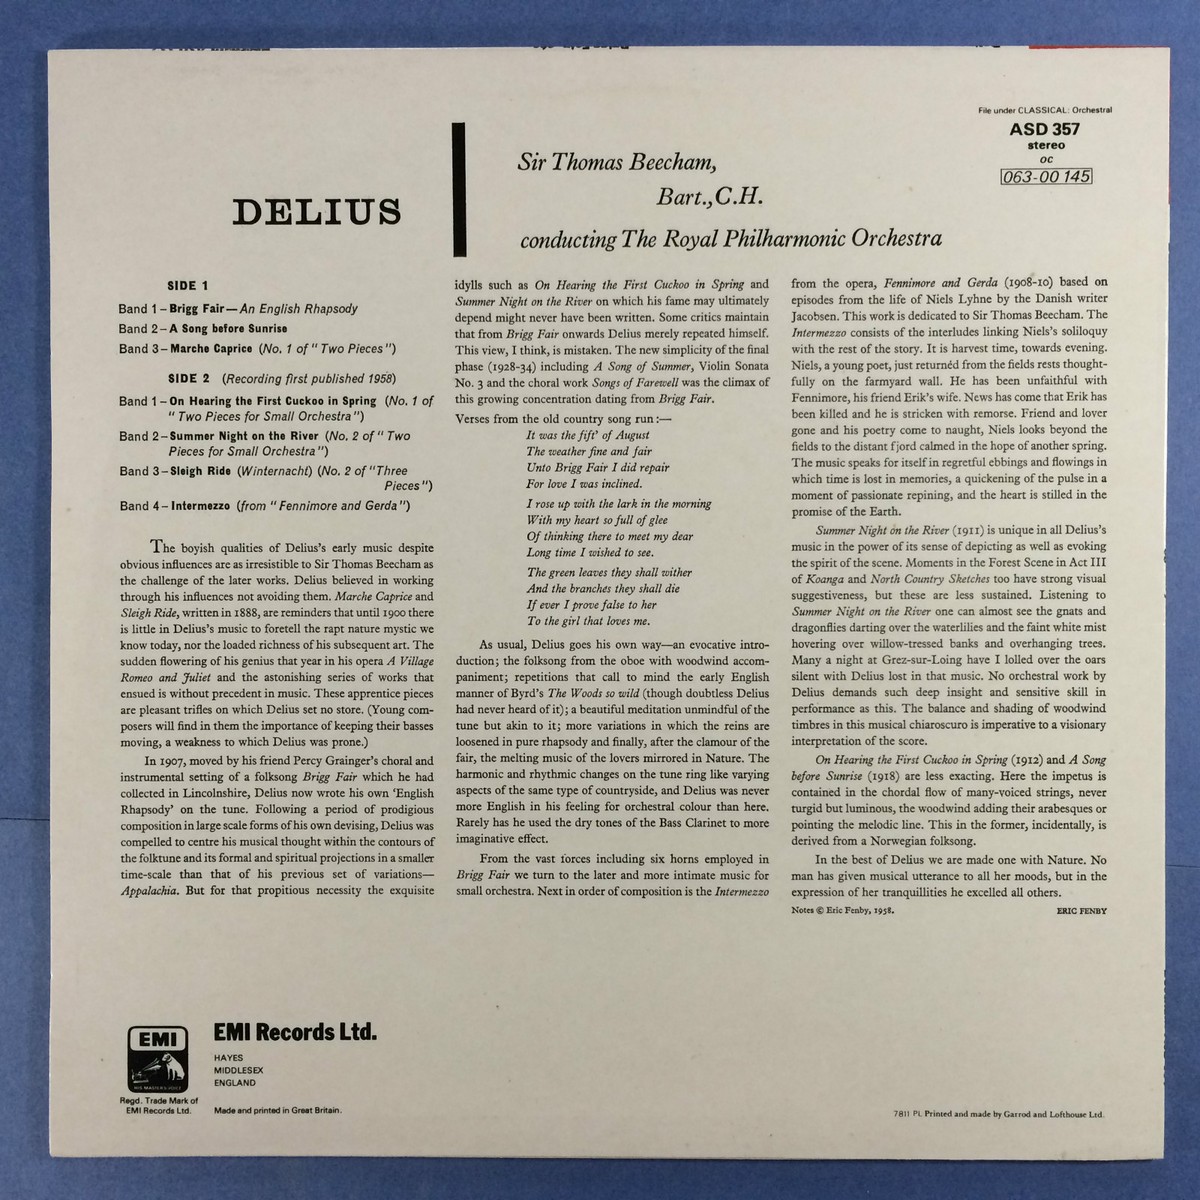 File under CLASSICAL: Orchestral
ASD 357
stereo
OC
063-00 145
DELIUS
Sir Thomas Beecham,
Bart., C.H.
conducting The Royal Philharmonic Orchestra
SIDE 1
Band 1 – Brigg Fair — An English Rhapsody
Band 2 – A Song before Sunrise
Band 3 – Marche Caprice (No. 1 of " Two Pieces ")
SIDE 2 (Recording first published 1958)
Band 1 – On Hearing the First Cuckoo in Spring (No. 1 of
" Two Pieces for Small Orchestra ")
Band 2 – Summer Night on the River (No. 2 of " Two
Pieces for Small Orchestra ")
Band 3 – Sleigh Ride (Winternacht) (No. 2 of "Three
Pieces ")
Band 4 – Intermezzo (from " Fennimore and Gerda ")
The boyish qualities of Delius's early music despite
obvious influences are as irresistible to Sir Thomas Beecham as
the challenge of the later works. Delius believed in working
through his influences not avoiding them. Marche Caprice and
Sleigh Ride, written in 1888, are reminders that until 1900 there
is little in Delius's music to foretell the rapt nature mystic we
know today, nor the loaded richness of his subsequent art. The
sudden flowering of his genius that year in his opera A Village
Romeo and Juliet and the astonishing series of works that
ensued is without precedent in music. These apprentice pieces
are pleasant trifles on which Delius set no store. (Young com-
posers will find in them the importance of keeping their basses
moving, a weakness to which Delius was prone.)
In 1907, moved by his friend Percy Grainger's choral and
instrumental setting of a folksong Brigg Fair which he had
collected in Lincolnshire, Delius now wrote his own 'English
Rhapsody' on the tune. Following a period of prodigious
composition in large scale forms of his own devising, Delius was
compelled to centre his musical thought within the contours of
the folktune and its formal and spiritual projections in a smaller
time-scale than that of his previous set of variations—
Appalachia. But for that propitious necessity the exquisite
idylls such as On Hearing the First Cuckoo in Spring and
Summer Night on the River on which his fame may ultimately
depend might never have been written. Some critics maintain
that from Brigg Fair onwards Delius merely repeated himself.
This view, I think, is mistaken. The new simplicity of the final
phase (1928-34) including A Song of Summer, Violin Sonata
No. 3 and the choral work Songs of Farewell was the climax of
this growing concentration dating from Brigg Fair.
Verses from the old country song run :—
It was the fift' of August
The weather fine and fair
Unto Brigg Fair I did repair
For love I was inclined.
I rose up with the lark in the morning
With my heart so full of glee
Of thinking there to meet my dear
Long time I wished to see.
The green leaves they shall wither
And the branches they shall die
If ever I prove false to her
To the girl that loves me.
As usual, Delius goes his own way—an evocative intro-
duction; the folksong from the oboe with woodwind accom-
paniment; repetitions that call to mind the early English
manner of Byrd's The Woods so wild (though doubtless Delius
had never heard of it); a beautiful meditation unmindful of the
tune but akin to it; more variations in which the reins are
loosened in pure rhapsody and finally, after the clamour of the
fair, the melting music of the lovers mirrored in Nature. The
harmonic and rhythmic changes on the tune ring like varying
aspects of the same type of countryside, and Delius was never
more English in his feeling for orchestral colour than here.
Rarely has he used the dry tones of the Bass Clarinet to more
imaginative effect.
From the vast forces including six horns employed in
Brigg Fair we turn to the later and more intimate music for
small orchestra. Next in order of composition is the Intermezzo
from the opera, Fennimore and Gerda (1908-10) based on
episodes from the life of Niels Lyhne by the Danish writer
Jacobsen. This work is dedicated to Sir Thomas Beecham. The
Intermezzo consists of the interludes linking Niels's soliloquy
with the rest of the story. It is harvest time, towards evening.
Niels, a young poet, just returned from the fields rests thought-
fully on the farmyard wall. He has been unfaithful with
Fennimore, his friend Erik's wife. News has come that Erik has
been killed and he is stricken with remorse. Friend and lover
gone and his poetry come to naught, Niels looks beyond the
fields to the distant fjord calmed in the hope of another spring.
The music speaks for itself in regretful ebbings and flowings in
which time is lost in memories, a quickening of the pulse in a
moment of passionate repining, and the heart is stilled in the
promise of the Earth.
Summer Night on the River (1911) is unique in all Delius's
music in the power of its sense of depicting as well as evoking
the spirit of the scene. Moments in the Forest Scene in Act III
of Koanga and North Country Sketches too have strong visual
suggestiveness, but these are less sustained. Listening to
Summer Night on the River one can almost see the gnats and
dragonflies darting over the waterlilies and the faint white mist
hovering over willow-tressed banks and overhanging trees.
Many a night at Grez-sur-Loing have I lolled over the oars
silent with Delius lost in that music. No orchestral work by
Delius demands such deep insight and sensitive skill in
performance as this. The balance and shading of woodwind
timbres in this musical chiaroscuro is imperative to a visionary
interpretation of the score.
On Hearing the First Cuckoo in Spring (1912) and A Song
before Sunrise (1918) are less exacting. Here the impetus is
contained in the chordal flow of many-voiced strings, never
turgid but luminous, the woodwind adding their arabesques or
pointing the melodic line. This in the former, incidentally, is
derived from a Norwegian folksong.
In the best of Delius we are made one with Nature. No
man has given musical utterance to all her moods, but in the
expression of her tranquillities he excelled all others.
Notes © Eric Fenby, 1958. ERIC FENBY
EMI
HIS MASTER'S VOICE
Regd. Trade Mark of
EMI Records Ltd.
EMI Records Ltd.
HAYES
MIDDLESEX
ENGLAND
Made and printed in Great Britain.
7811 PL Printed and made by Garrod and Lofthouse Ltd.